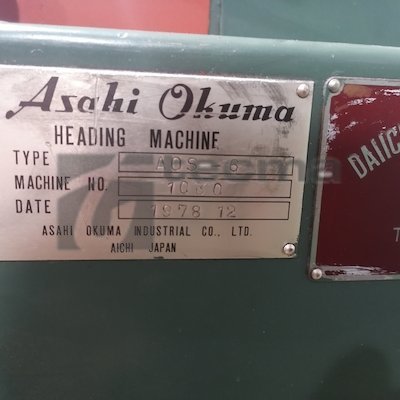 Asahi Okuma
HEADING MACHINE
TYPE AOS 6
MACHINE NO.
DATE 1978 12
ASAHI OKUMA INDUSTRIAL CO., LTD.
AICHI JAPAN
DAIIC
T